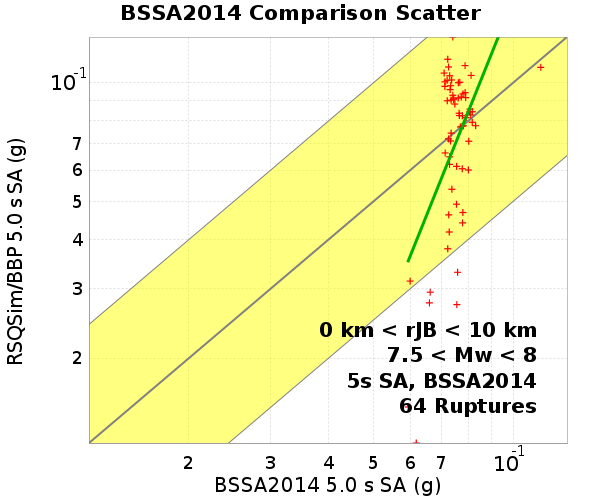 BSSA2014 Comparison Scatter
RSQSim/BBP 5.0 s SA (g)
10-1
7
6
5
4
3
2
0 km < rJB < 10 km
7.5 < Mw < 8
5s SA, BSSA2014
64 Ruptures
2 3 4 5 6 7 10-1
BSSA2014 5.0 s SA (g)